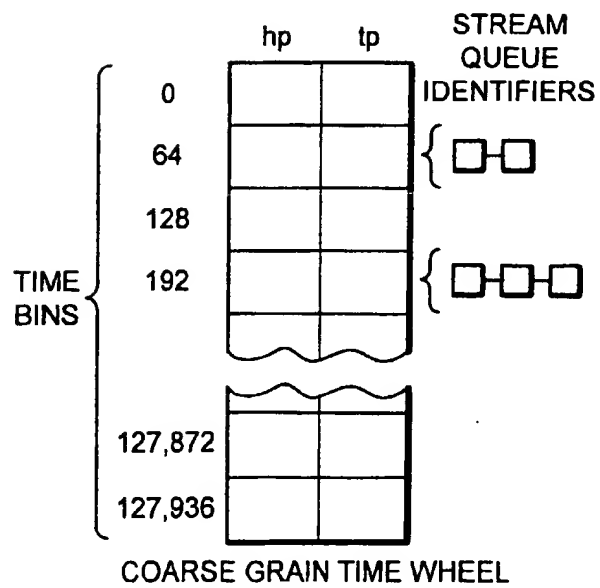 hp tp
STREAM
QUEUE
IDENTIFIERS
0
64
128
192
TIME
BINS
127,872
127,936
COARSE GRAIN TIME WHEEL